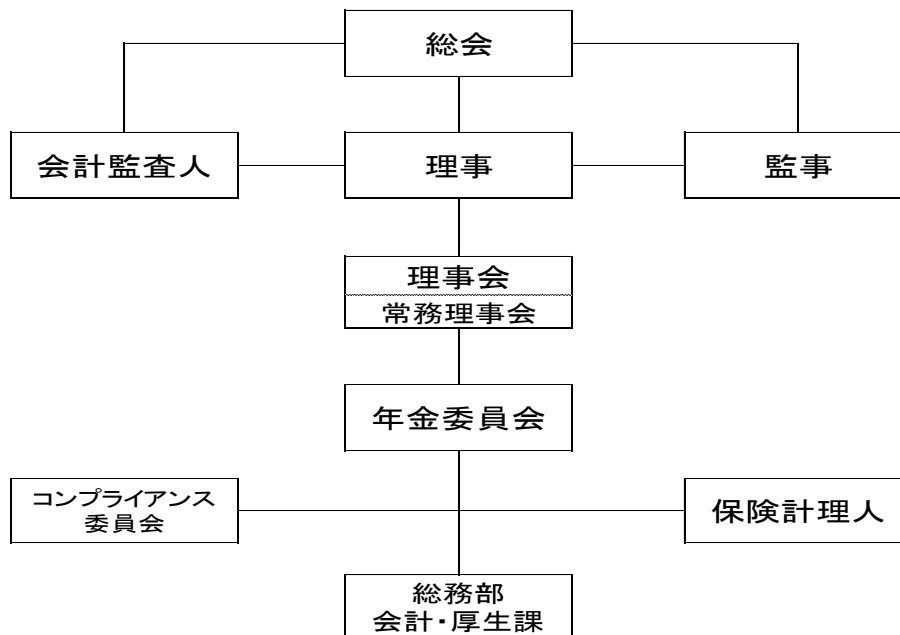 総会
会計監査人
理事
監事
理事会
常務理事会
年金委員会
コンプライアンス
委員会
保険計理人
総務部
会計・厚生課